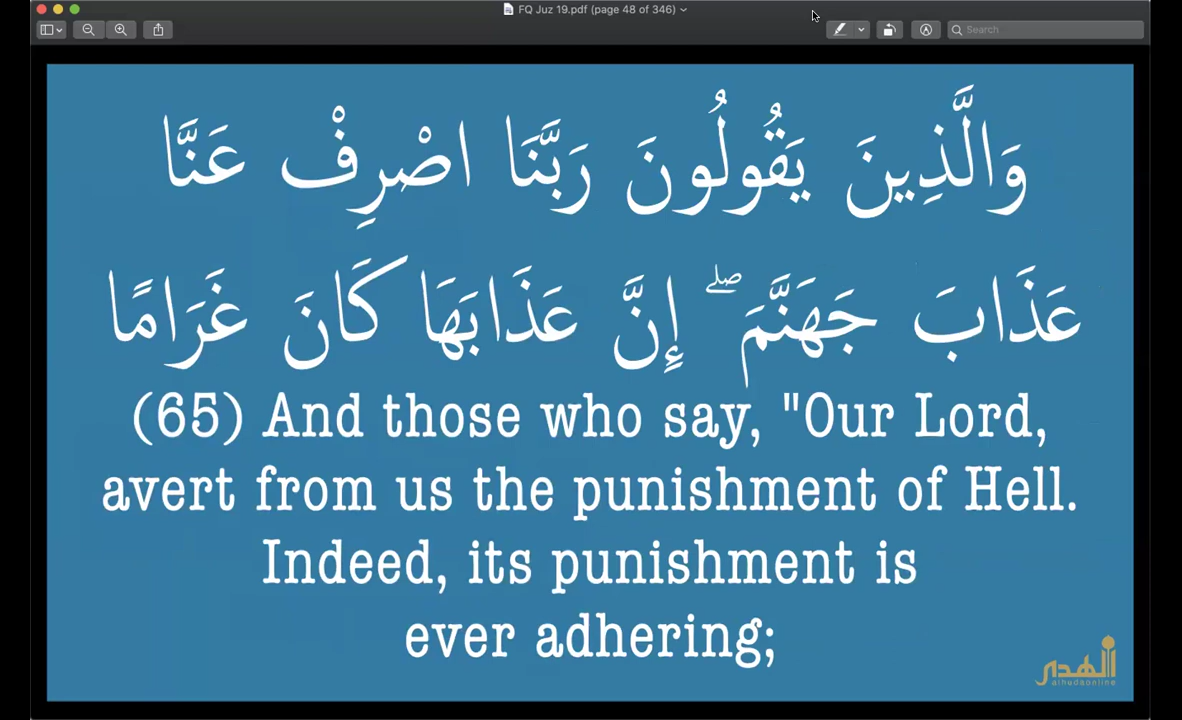 FQ Juz 19.pdf (page 48 of 346)
Search
وَالَّذِينَ يَقُولُونَ رَبَّنَا اصْرِفْ عَنَّا
عَذَابَ جَهَنَّمَ ۖ إِنَّ عَذَابَهَا كَانَ غَرَامًا
(65) And those who say, "Our Lord,
avert from us the punishment of Hell.
Indeed, its punishment is
ever adhering;
الهدى
alhedaonline